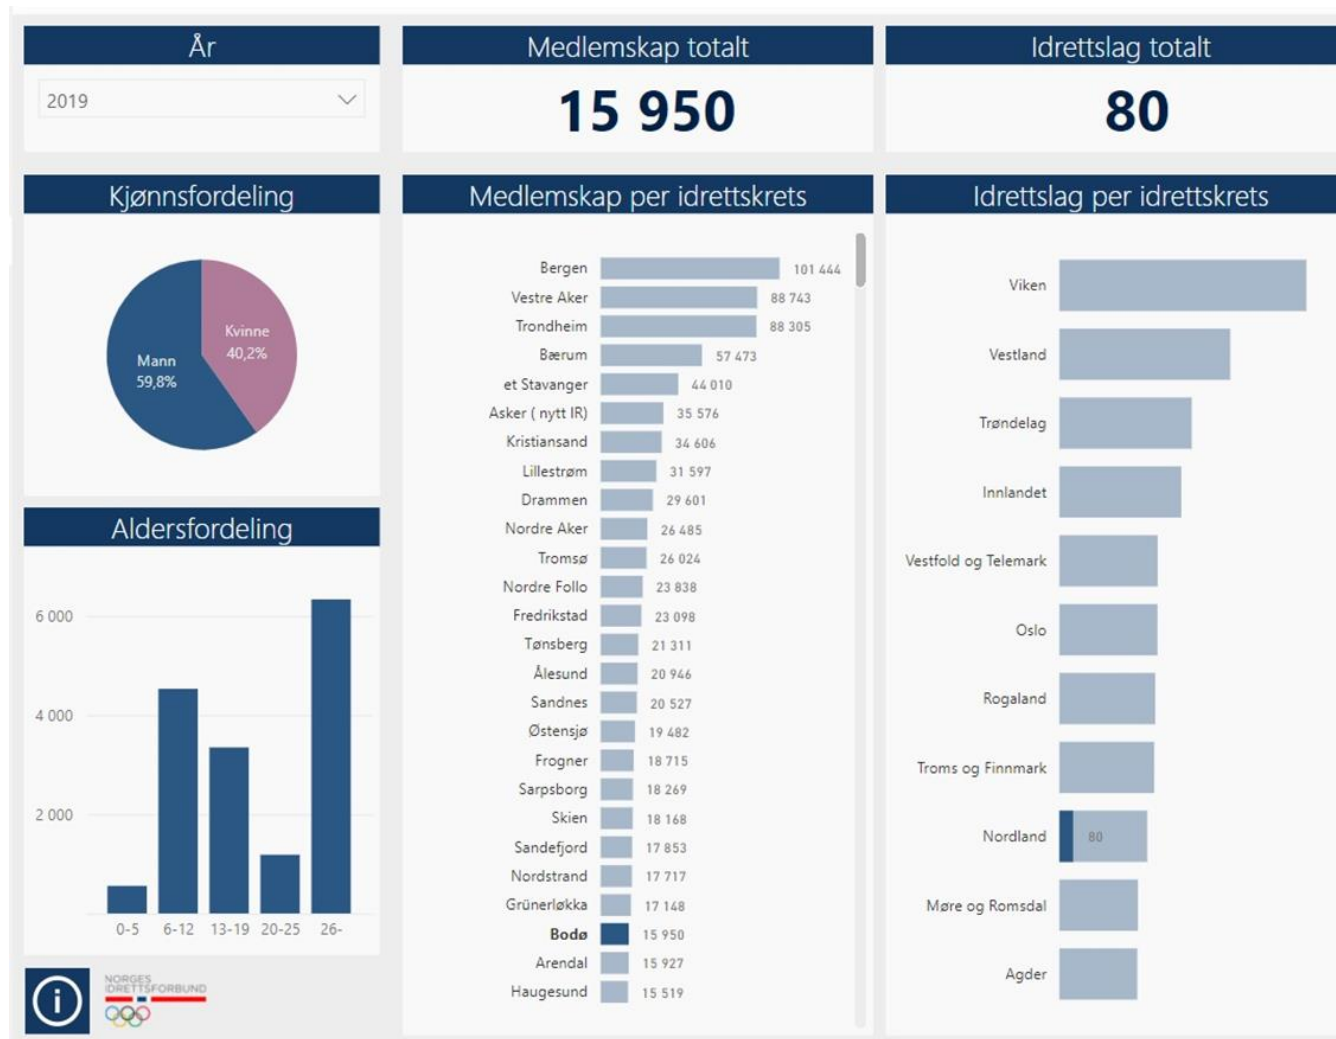 År
2019
Medlemskap totalt
15 950
Idrettslag totalt
80
Kjønnsfordeling
Kvinne
40,2%
Mann
59,8%
Aldersfordeling
6 000
4 000
2 000
0-5 6-12 13-19 20-25 26-
NORGES
IDRETTSFORBUND
Medlemskap per idrettskrets
Bergen 101 444
Vestre Aker 88 743
Trondheim 88 305
Bærum 57 473
et Stavanger 44 010
Asker ( nytt IR) 35 576
Kristiansand 34 606
Lillestrøm 31 597
Drammen 29 601
Nordre Aker 26 485
Tromsø 26 024
Nordre Follo 23 838
Fredrikstad 23 098
Tønsberg 21 311
Ålesund 20 946
Sandnes 20 527
Østensjø 19 482
Frogner 18 715
Sarpsborg 18 269
Skien 18 168
Sandefjord 17 853
Nordstrand 17 717
Grünerløkka 17 148
Bodø 15 950
Arendal 15 927
Haugesund 15 519
Idrettslag per idrettskrets
Viken
Vestland
Trøndelag
Innlandet
Vestfold og Telemark
Oslo
Rogaland
Troms og Finnmark
Nordland 80
Møre og Romsdal
Agder